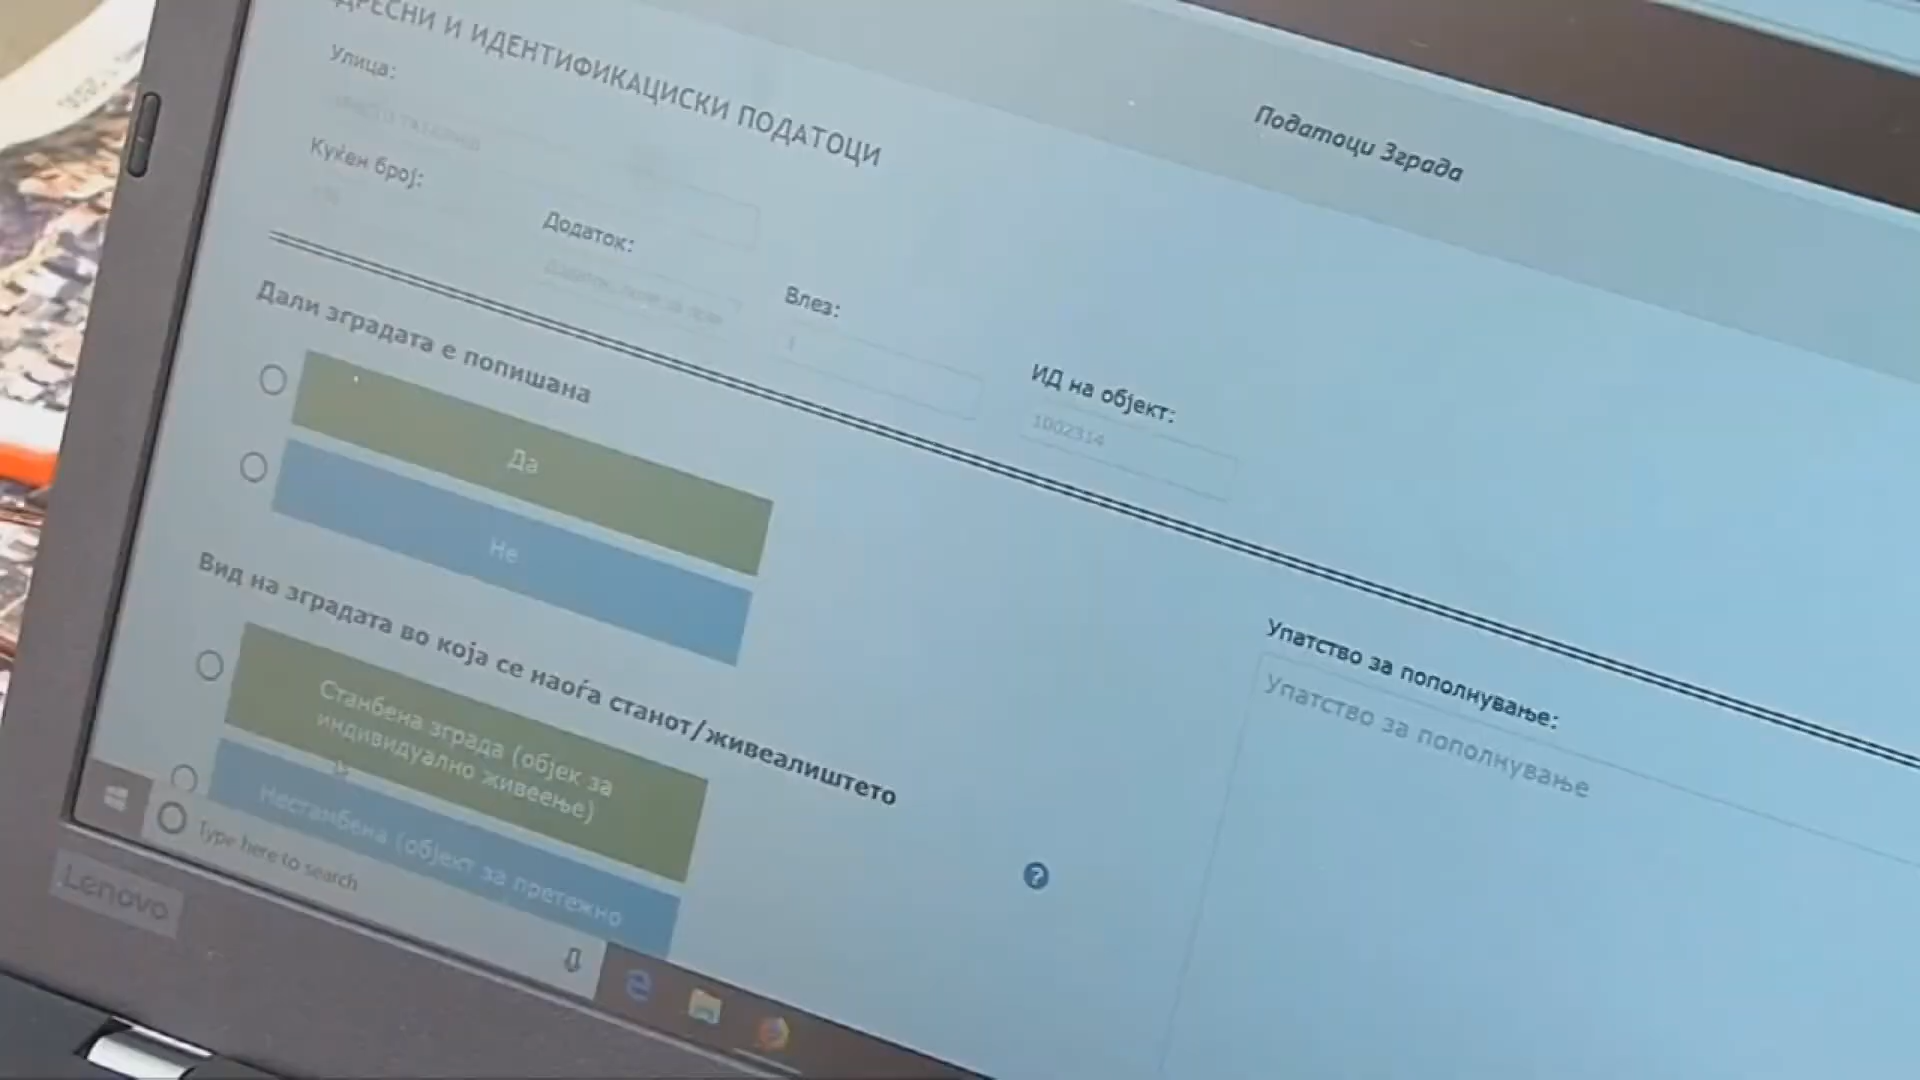 Податоци Зграда
ДРЕСНИ И ИДЕНТИФИКАЦИСКИ ПОДАТОЦИ
Улица:
Куќен број:
Додаток:
Влез:
1
ИД на објект:
1002314
Дали зградата е попишана
Да
Не
Вид на зградата во која се наоѓа станот/живеалиштето
Станбена зграда (објек за
индивидуално живеење)
Нестанбена (објект за претежно
?
Упатство за пополнување:
Упатство за пополнување
Type here to search
Lenovo